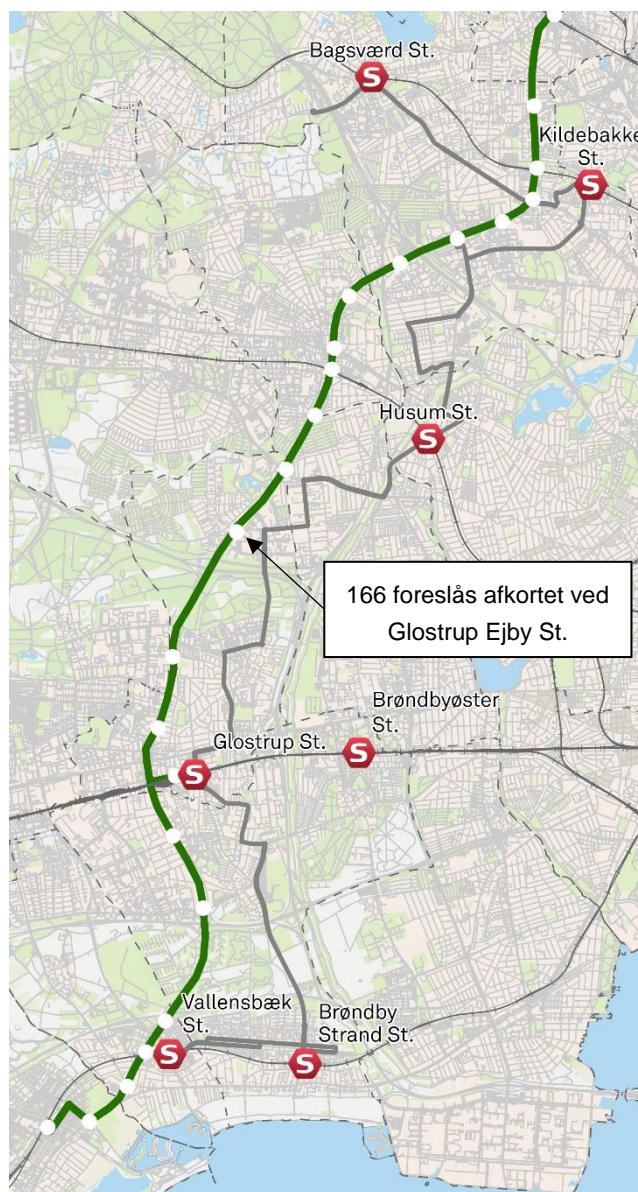 Bagsværd St.
S
Kildebakke
St.
S
Husum St.
S
166 foreslås afkortet ved
Glostrup Ejby St.
Brøndbyøster
St.
S
Glostrup St.
S
Vallensbæk
St.
S
Brøndby
Strand St.
S